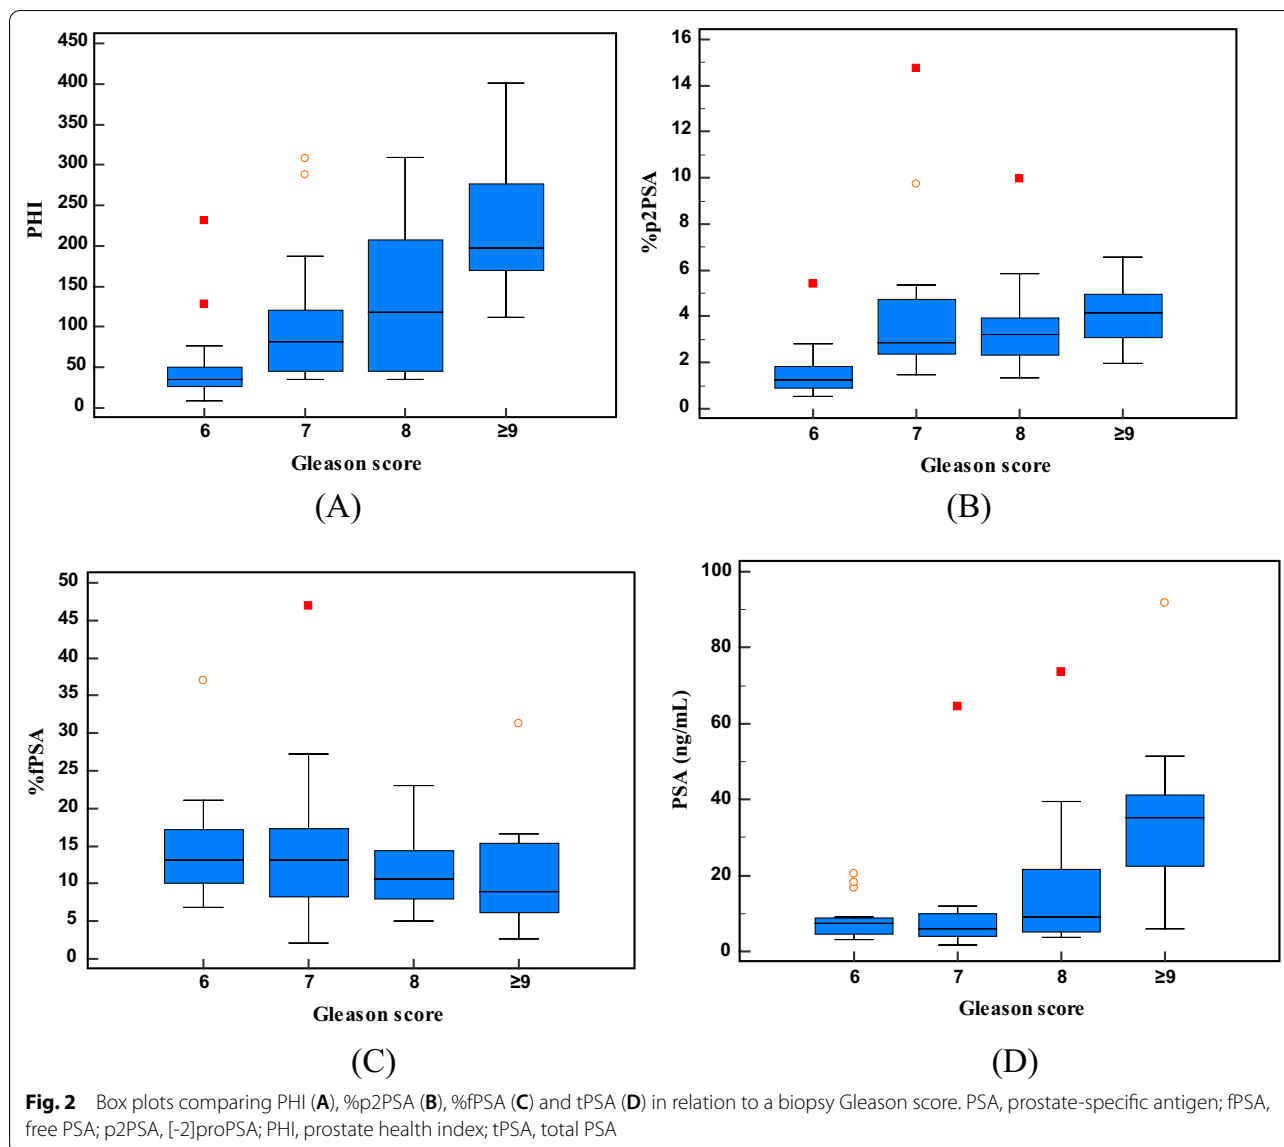 450
400
350
300
250
200
150
100
50
0
PHI
6 7 8 ≥9
Gleason score
(A)
16
14
12
10
8
6
4
2
0
%p2PSA
6 7 8 ≥9
Gleason score
(B)
50
45
40
35
30
25
20
15
10
5
0
%fPSA
6 7 8 ≥9
Gleason score
(C)
100
80
60
40
20
0
PSA (ng/mL)
6 7 8 ≥9
Gleason score
(D)
Fig. 2 Box plots comparing PHI (A), %p2PSA (B), %fPSA (C) and tPSA (D) in relation to a biopsy Gleason score. PSA, prostate-specific antigen; fPSA,
free PSA; p2PSA, [-2]proPSA; PHI, prostate health index; tPSA, total PSA